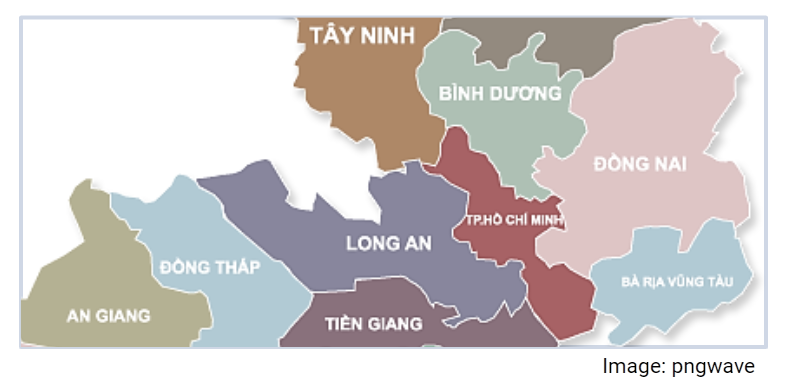 TÂY NINH
BÌNH DƯƠNG
ĐỒNG NAI
TP.HỒ CHÍ MINH
LONG AN
ĐỒNG THÁP
BÀ RỊA VŨNG TÀU
AN GIANG
TIỀN GIANG
Image: pngwave